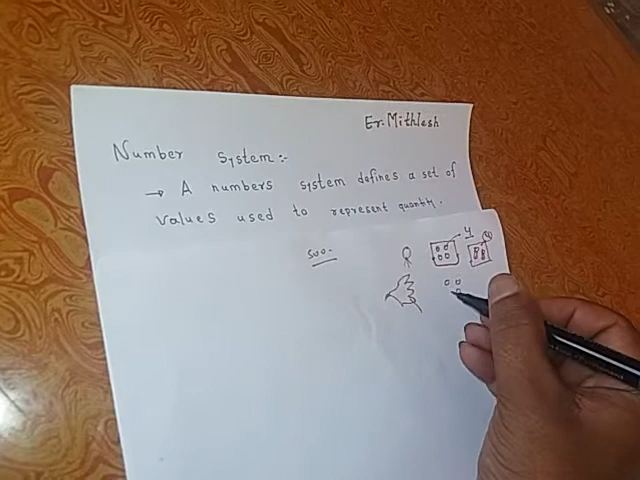 Er. Mithlesh
Number System:-
→ A numbers system defines a set of
values used to represent quantity.
500.
4